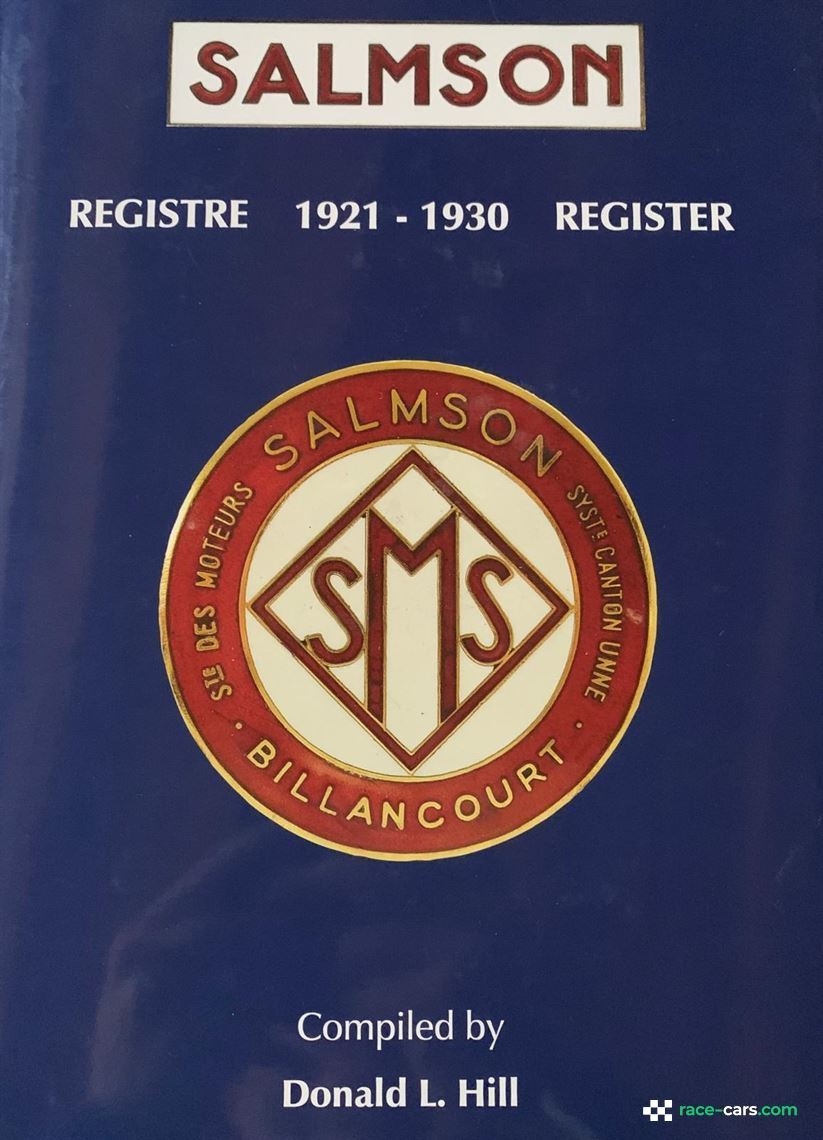 SALMSON
REGISTRE 1921 - 1930 REGISTER
SALMSON
STE DES MOTEURS
SYSTE CANTON UNNE
SMS
· BILLANCOURT ·
Compiled by
Donald L. Hill
race-cars.com